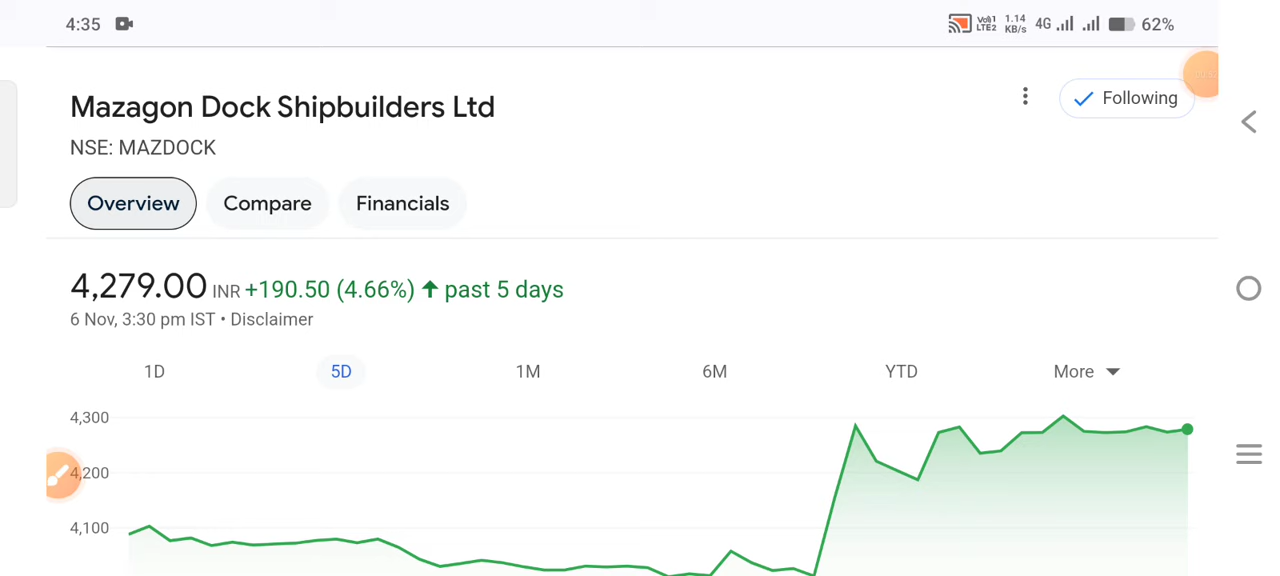 4:35 Vo1 LTE2 1.14 KB/s 4G 62%
Mazagon Dock Shipbuilders Ltd
Following
NSE: MAZDOCK
Overview Compare Financials
4,279.00 INR +190.50 (4.66%) ↑ past 5 days
6 Nov, 3:30 pm IST • Disclaimer
1D 5D 1M 6M YTD More
4,300
4,200
4,100